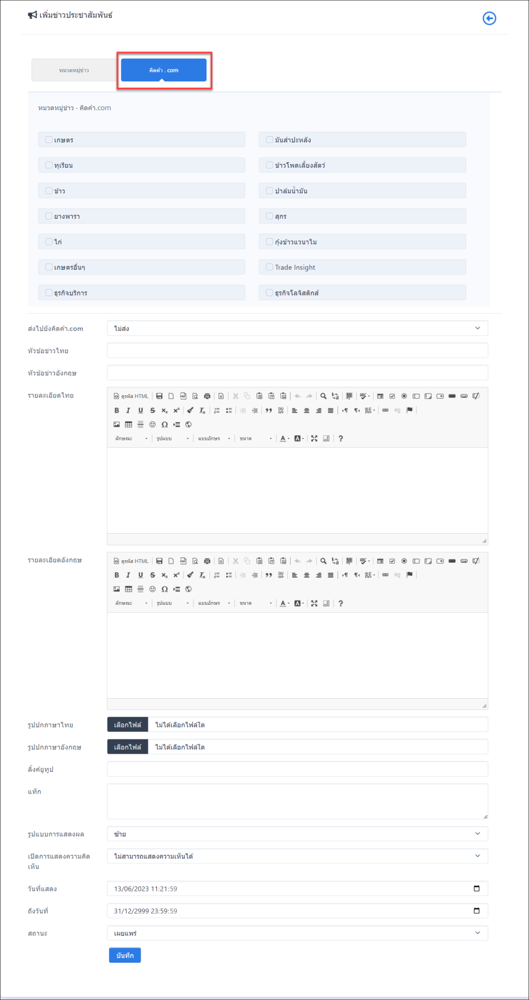 เพิ่มข่าวประชาสัมพันธ์
หมวดหมู่ข่าว
คิดค้า . com
หมวดหมู่ข่าว - คิดค้า.com
เกษตร
มันสำปะหลัง
ทุเรียน
ข้าวโพดเลี้ยงสัตว์
ข้าว
ปาล์มน้ำมัน
ยางพารา
สุกร
ไก่
กุ้งข้าวแวนาไม
เกษตรอื่นๆ
Trade Insight
ธุรกิจบริการ
ธุรกิจโลจิสติกส์
ส่งไปยังคิดค้า.com
ไม่ส่ง
หัวข้อข่าวไทย
หัวข้อข่าวอังกฤษ
รายละเอียดไทย
ดูรหัส HTML
ลักษณะ
รูปแบบ
แบบอักษร
ขนาด
รายละเอียดอังกฤษ
ดูรหัส HTML
ลักษณะ
รูปแบบ
แบบอักษร
ขนาด
รูปปกภาษาไทย
เลือกไฟล์ ไม่ได้เลือกไฟล์ใด
รูปปกภาษาอังกฤษ
เลือกไฟล์ ไม่ได้เลือกไฟล์ใด
ลิ้งค์ยูทูป
แท็ก
รูปแบบการแสดงผล
ซ้าย
เปิดการแสดงความคิด
เห็น
ไม่สามารถแสดงความเห็นได้
วันที่แสดง
13/06/2023 11:21:59
ถึงวันที่
31/12/2999 23:59:59
สถานะ
เผยแพร่
บันทึก